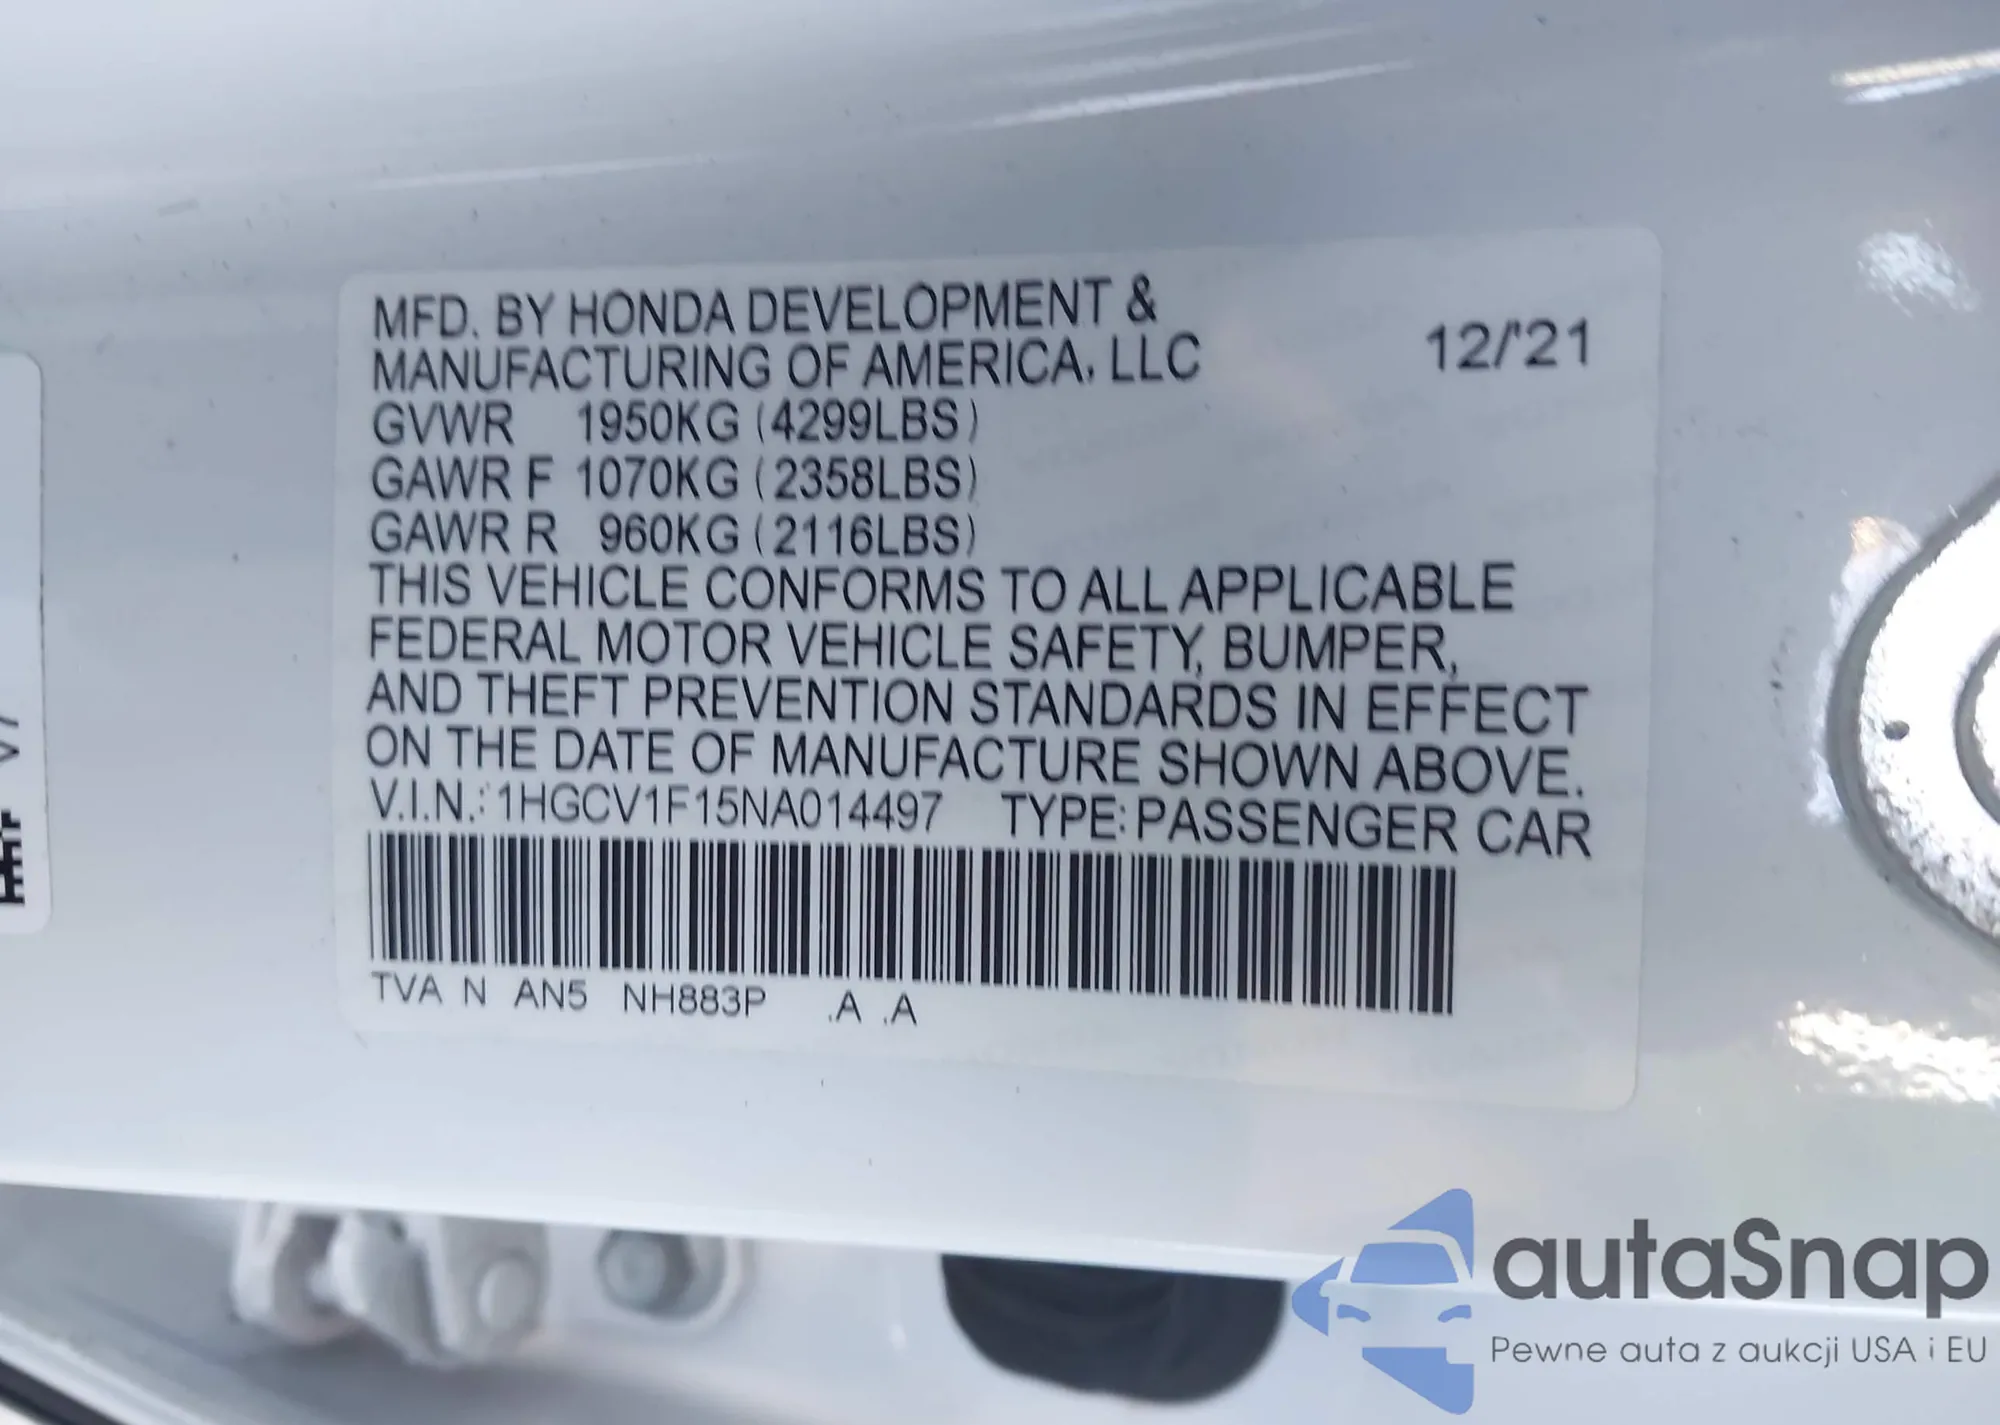 MFD. BY HONDA DEVELOPMENT &
MANUFACTURING OF AMERICA, LLC
12/'21
GVWR 1950KG (4299LBS)
GAWR F 1070KG (2358LBS)
GAWR R 960KG (2116LBS)
THIS VEHICLE CONFORMS TO ALL APPLICABLE
FEDERAL MOTOR VEHICLE SAFETY, BUMPER,
AND THEFT PREVENTION STANDARDS IN EFFECT
ON THE DATE OF MANUFACTURE SHOWN ABOVE.
V.I.N.: 1HGCV1F15NA014497 TYPE: PASSENGER CAR
TVA N AN5 NH883P .A .A
autaSnap
Pewne auta z aukcji USA i EU